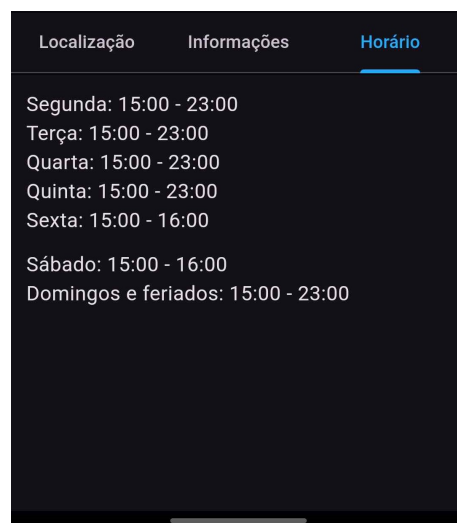 Localização Informações Horário
Segunda: 15:00 - 23:00
Terça: 15:00 - 23:00
Quarta: 15:00 - 23:00
Quinta: 15:00 - 23:00
Sexta: 15:00 - 16:00
Sábado: 15:00 - 16:00
Domingos e feriados: 15:00 - 23:00